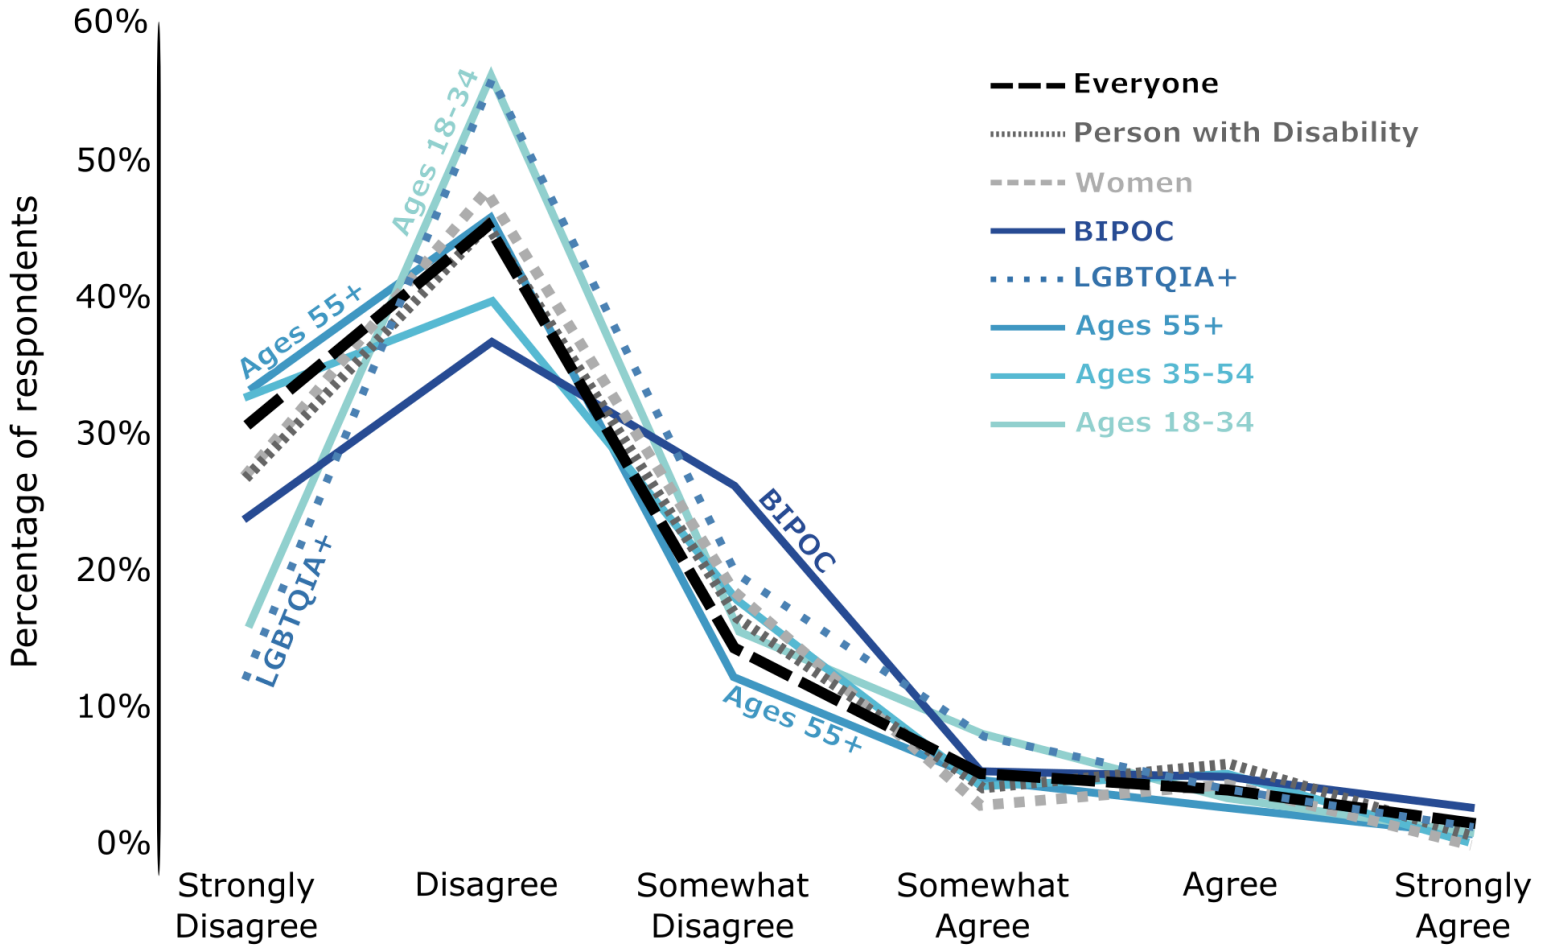 60%
50%
40%
30%
20%
10%
0%
Percentage of respondents
Ages 18-34
Ages 55+
LGBTQIA+
BIPOC
Ages 55+
Everyone
Person with Disability
Women
BIPOC
LGBTQIA+
Ages 55+
Ages 35-54
Ages 18-34
Strongly
Disagree
Disagree
Somewhat
Disagree
Somewhat
Agree
Agree
Strongly
Agree